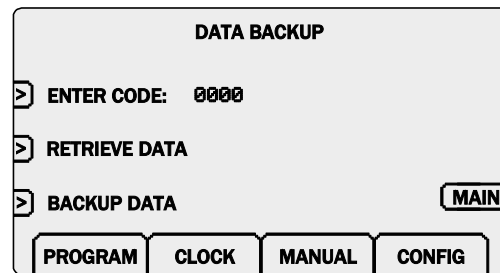 DATA BACKUP
> ENTER CODE: 0000
> RETRIEVE DATA
> BACKUP DATA
MAIN
PROGRAM CLOCK MANUAL CONFIG